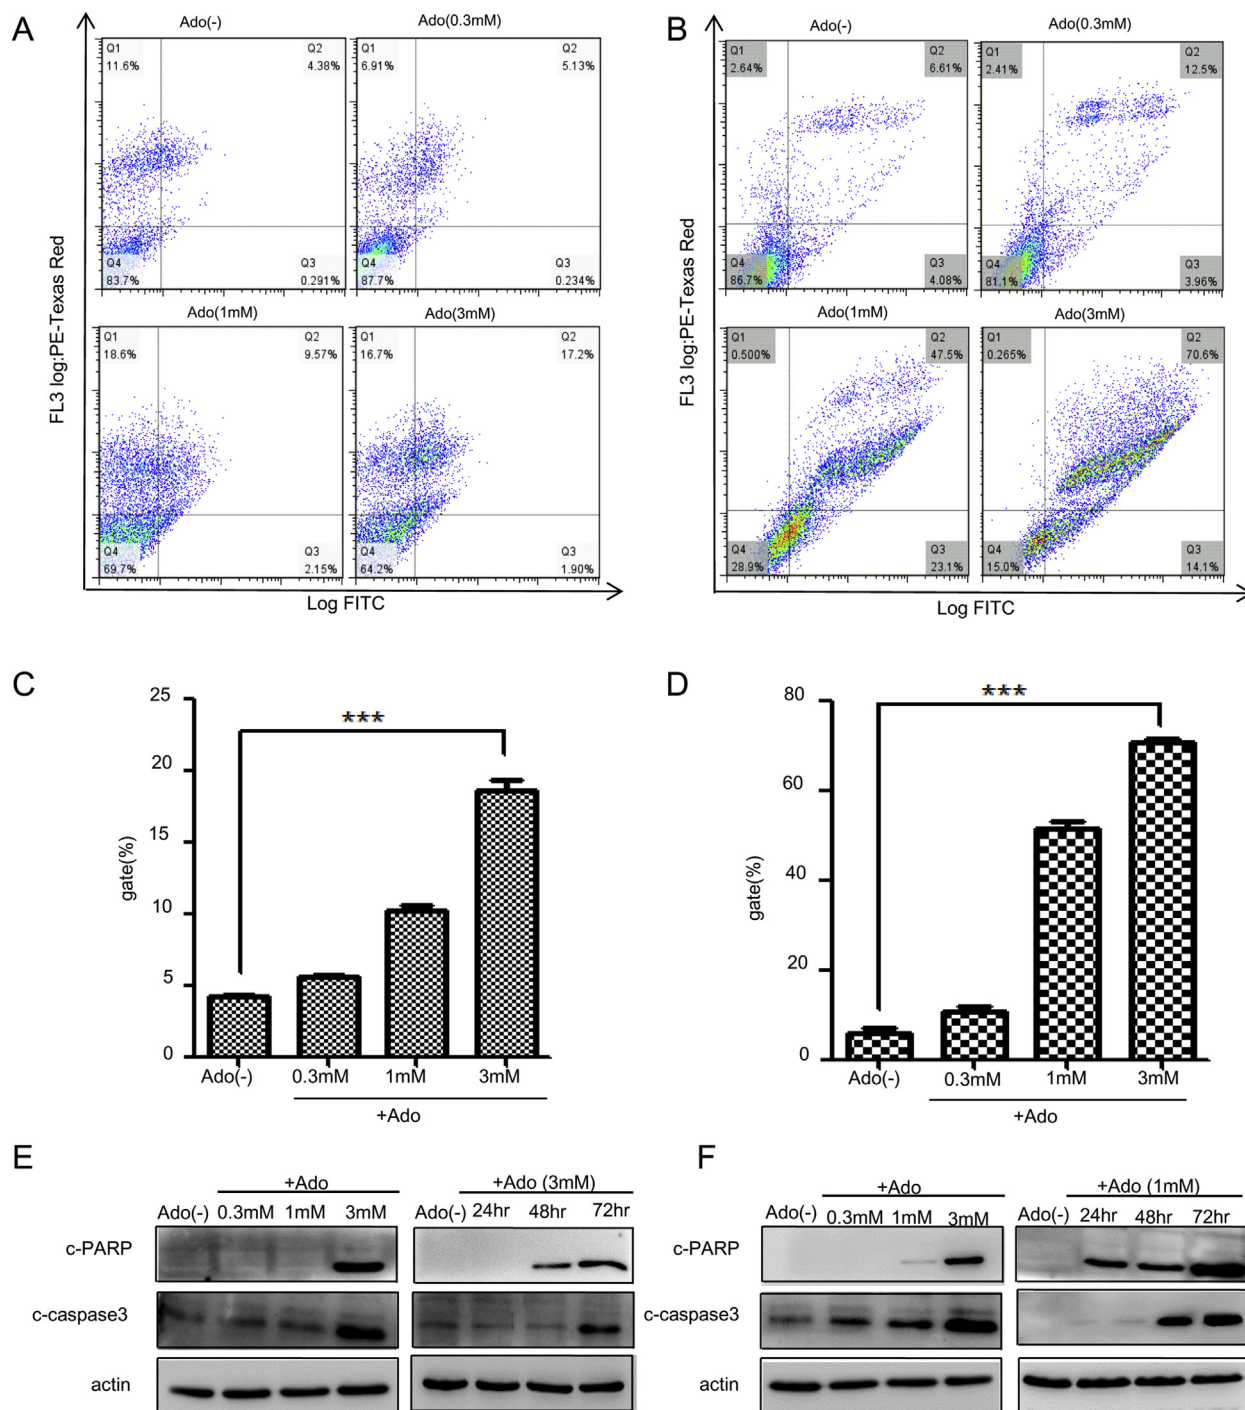 A
Ado(-)
Ado(0.3mM)
Q1
11.6%
Q2
4.38%
Q4
83.7%
Q3
0.291%
Q1
6.91%
Q2
5.13%
Q4
87.7%
Q3
0.234%
Ado(1mM)
Ado(3mM)
Q1
18.6%
Q2
9.57%
Q4
69.7%
Q3
2.15%
Q1
16.7%
Q2
17.2%
Q4
64.2%
Q3
1.90%
FL3 log:PE-Texas Red
Log FITC
B
Ado(-)
Ado(0.3mM)
Q1
2.64%
Q2
6.61%
Q4
86.7%
Q3
4.08%
Q1
2.41%
Q2
12.5%
Q4
81.1%
Q3
3.96%
Ado(1mM)
Ado(3mM)
Q1
0.500%
Q2
47.5%
Q4
28.9%
Q3
23.1%
Q1
0.265%
Q2
70.6%
Q4
15.0%
Q3
14.1%
FL3 log:PE-Texas Red
Log FITC
C
25
20
15
10
5
0
gate(%)
***
Ado(-) 0.3mM 1mM 3mM
+Ado
D
80
60
40
20
0
gate(%)
***
Ado(-) 0.3mM 1mM 3mM
+Ado
E
+Ado
Ado(-) 0.3mM 1mM 3mM
+Ado (3mM)
Ado(-) 24hr 48hr 72hr
c-PARP
c-caspase3
actin
F
+Ado
Ado(-) 0.3mM 1mM 3mM
+Ado (1mM)
Ado(-) 24hr 48hr 72hr
c-PARP
c-caspase3
actin